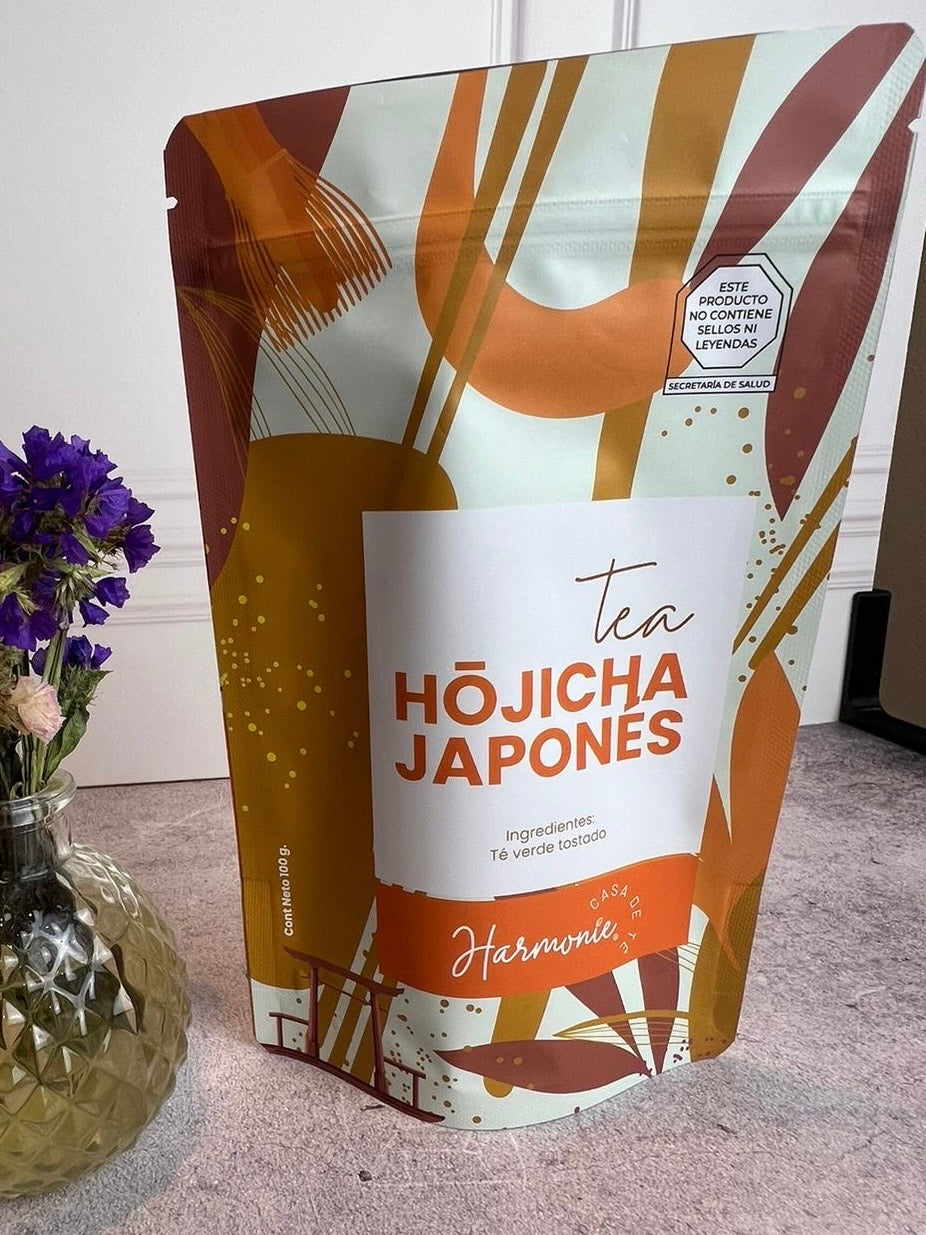 ESTE
PRODUCTO
NO CONTIENE
SELLOS NI
LEYENDAS
SECRETARÍA DE SALUD
tea
HŌJICHA
JAPONÉS
Ingredientes:
Té verde tostado
Cont Neto 100 g.
CASA DE TÉ
Harmonie®